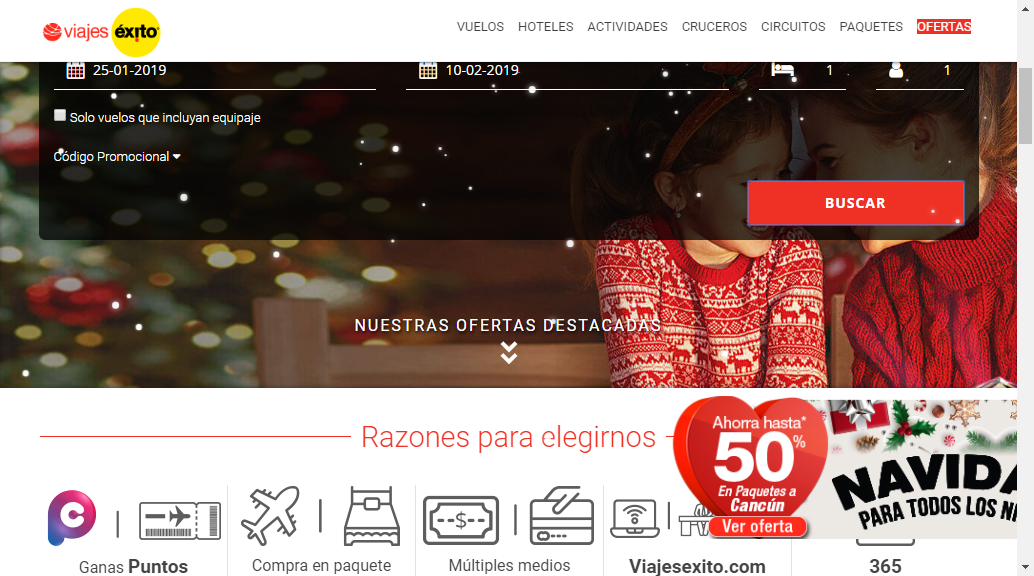 viajes éxito
VUELOS HOTELES ACTIVIDADES CRUCEROS CIRCUITOS PAQUETES OFERTAS
25-01-2019 10-02-2019 1 1
Solo vuelos que incluyan equipaje
Código Promocional
BUSCAR
NUESTRAS OFERTAS DESTACADAS
Razones para elegirnos
Ahorra hasta*
50%
En Paquetes a
Cancún
Ver oferta
NAVIDA
PARA TODOS LOS N
Ganas Puntos
Compra en paquete
Múltiples medios
Viajesexito.com
365